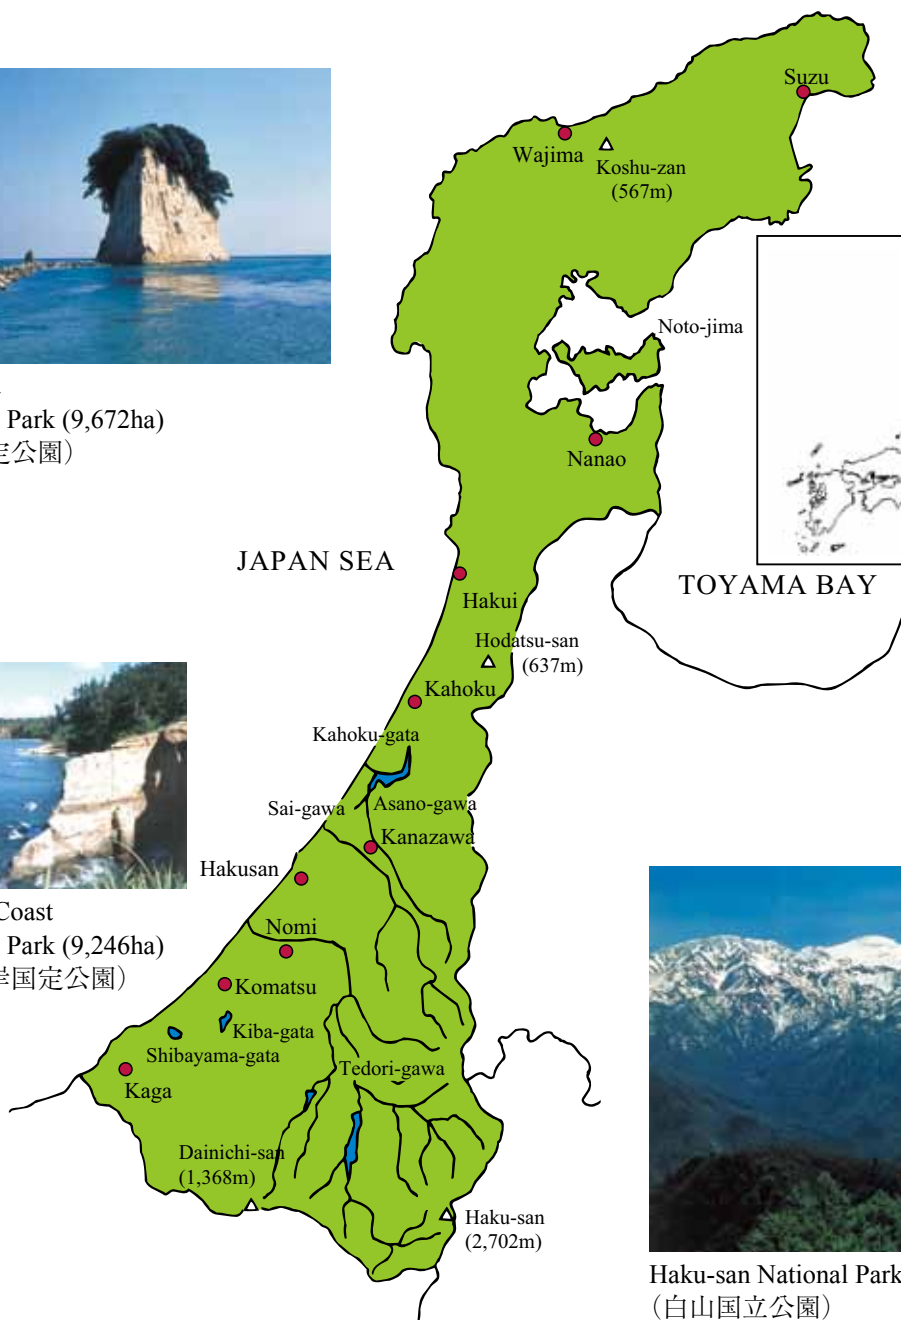 Suzu
Wajima
Koshu-zan
(567m)
Noto-jima
Park (9,672ha)
定公園）
Nanao
JAPAN SEA
TOYAMA BAY
Hakui
Hodatsu-san
(637m)
Kahoku
Kahoku-gata
Sai-gawa
Asano-gawa
Kanazawa
Hakusan
Coast
Park (9,246ha)
岸国定公園）
Nomi
Komatsu
Kiba-gata
Shibayama-gata
Tedori-gawa
Kaga
Dainichi-san
(1,368m)
Haku-san
(2,702m)
Haku-san National Park
（白山国立公園）